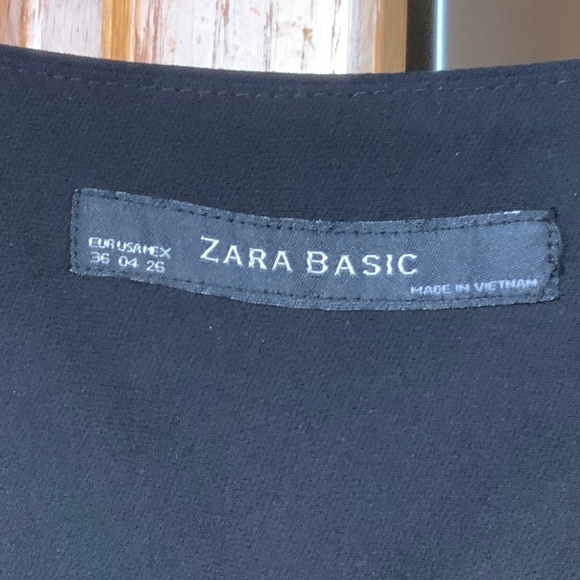 EUR USA MEX
36 04 26
ZARA BASIC
MADE IN VIETNAM